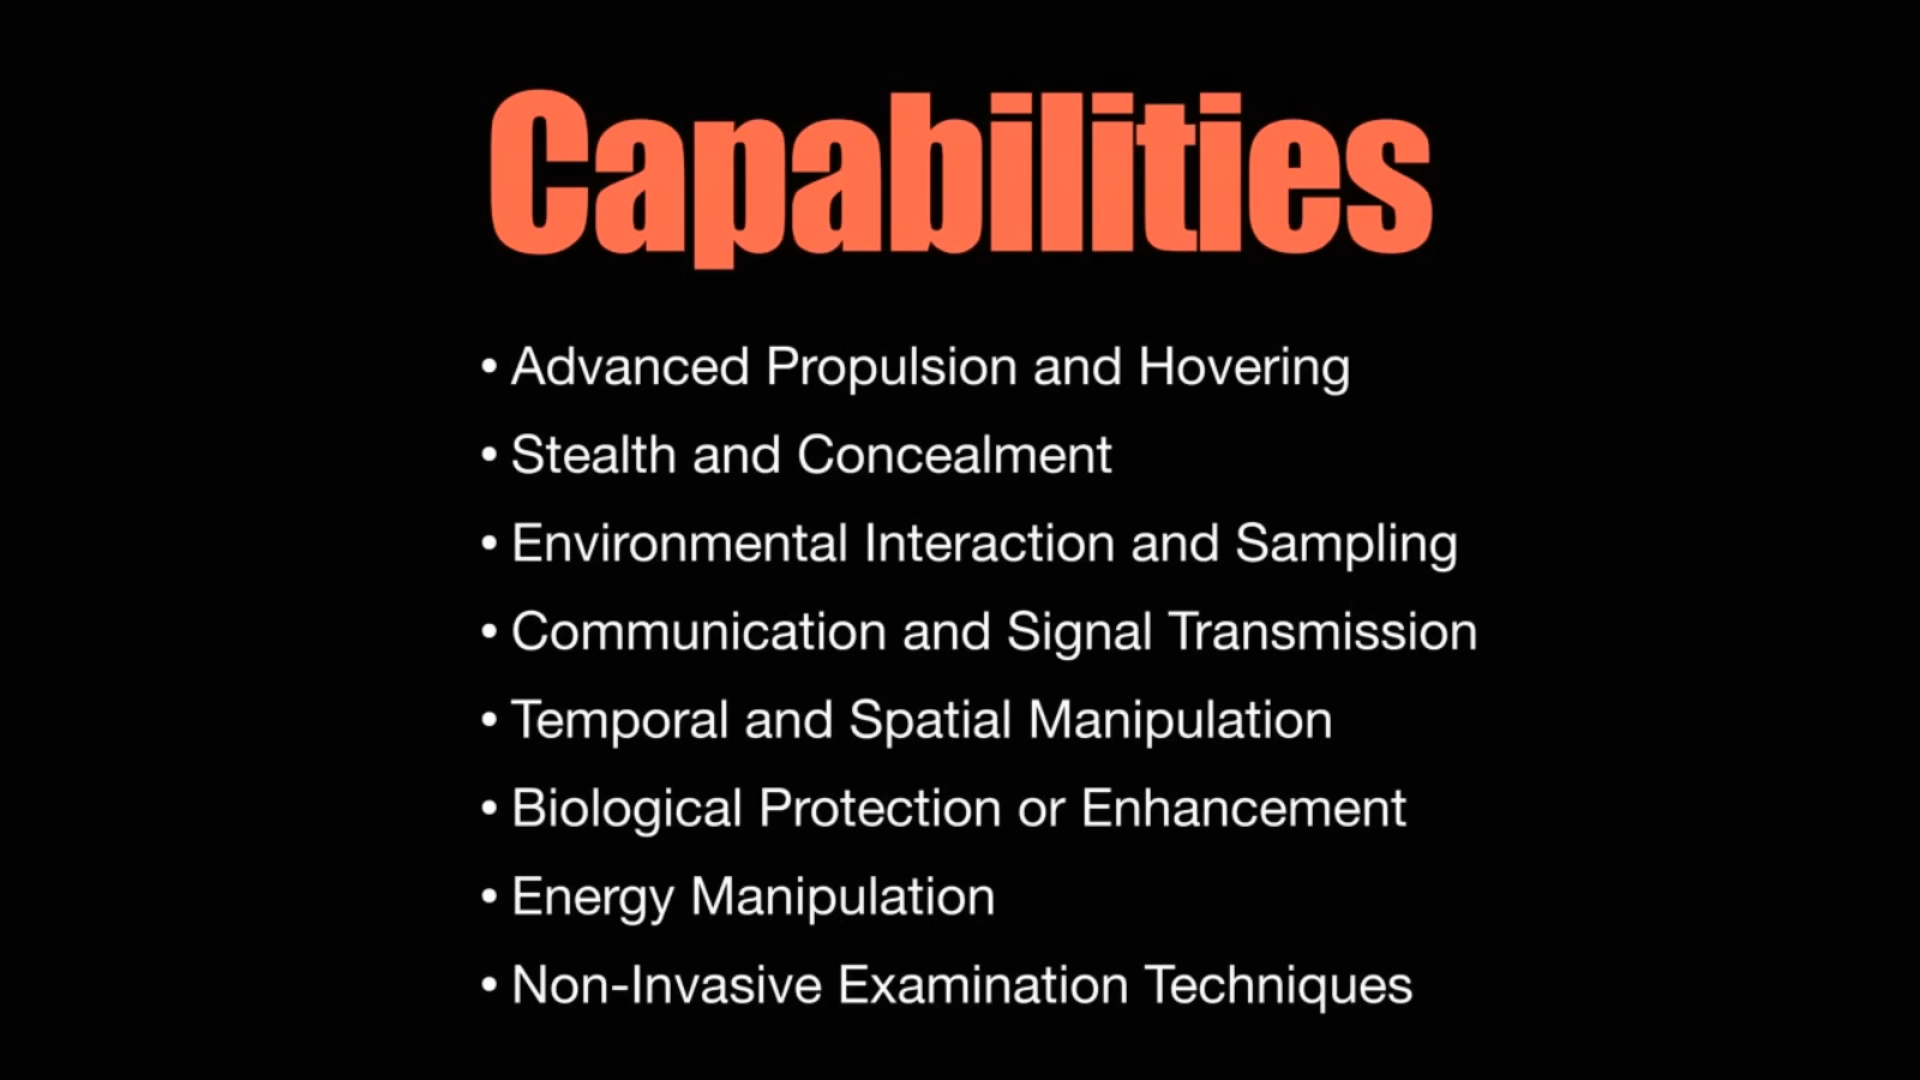 Capabilities
• Advanced Propulsion and Hovering
• Stealth and Concealment
• Environmental Interaction and Sampling
• Communication and Signal Transmission
• Temporal and Spatial Manipulation
• Biological Protection or Enhancement
• Energy Manipulation
• Non-Invasive Examination Techniques